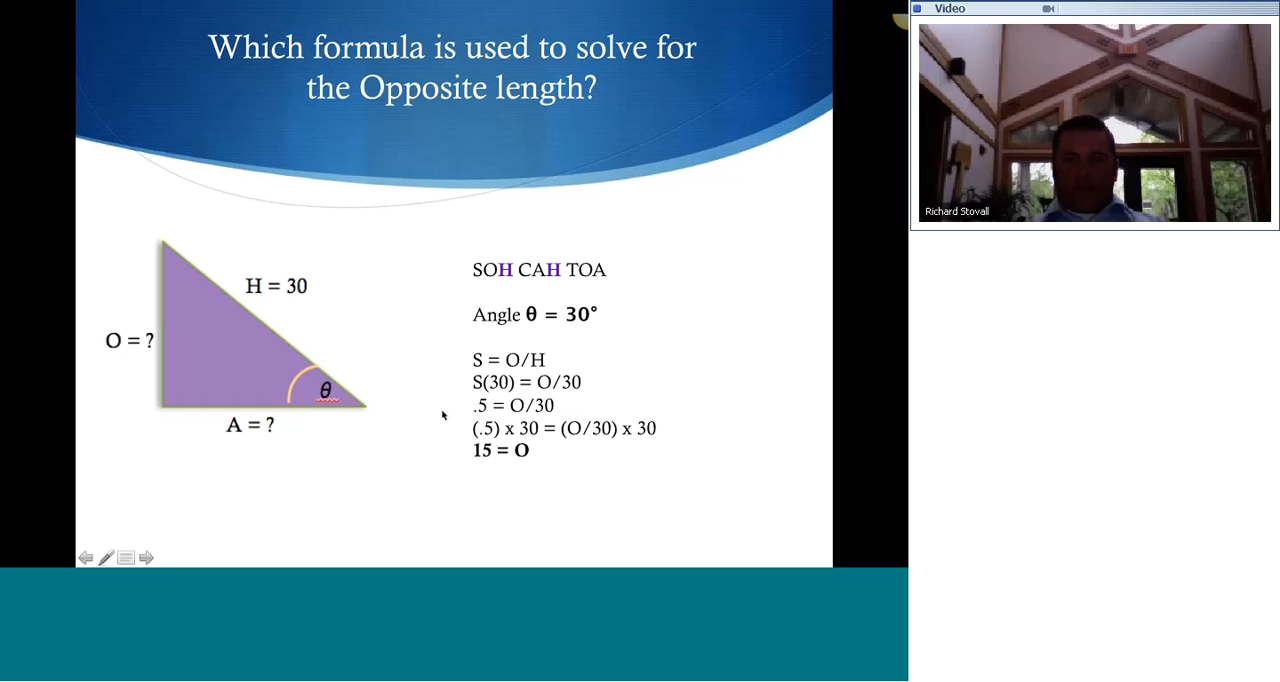 Which formula is used to solve for
the Opposite length?
H = 30
O = ?
θ
A = ?
SOH CAH TOA
Angle θ = 30°
S = O/H
S(30) = O/30
.5 = O/30
(.5) x 30 = (O/30) x 30
15 = O
Video
Richard Stovall